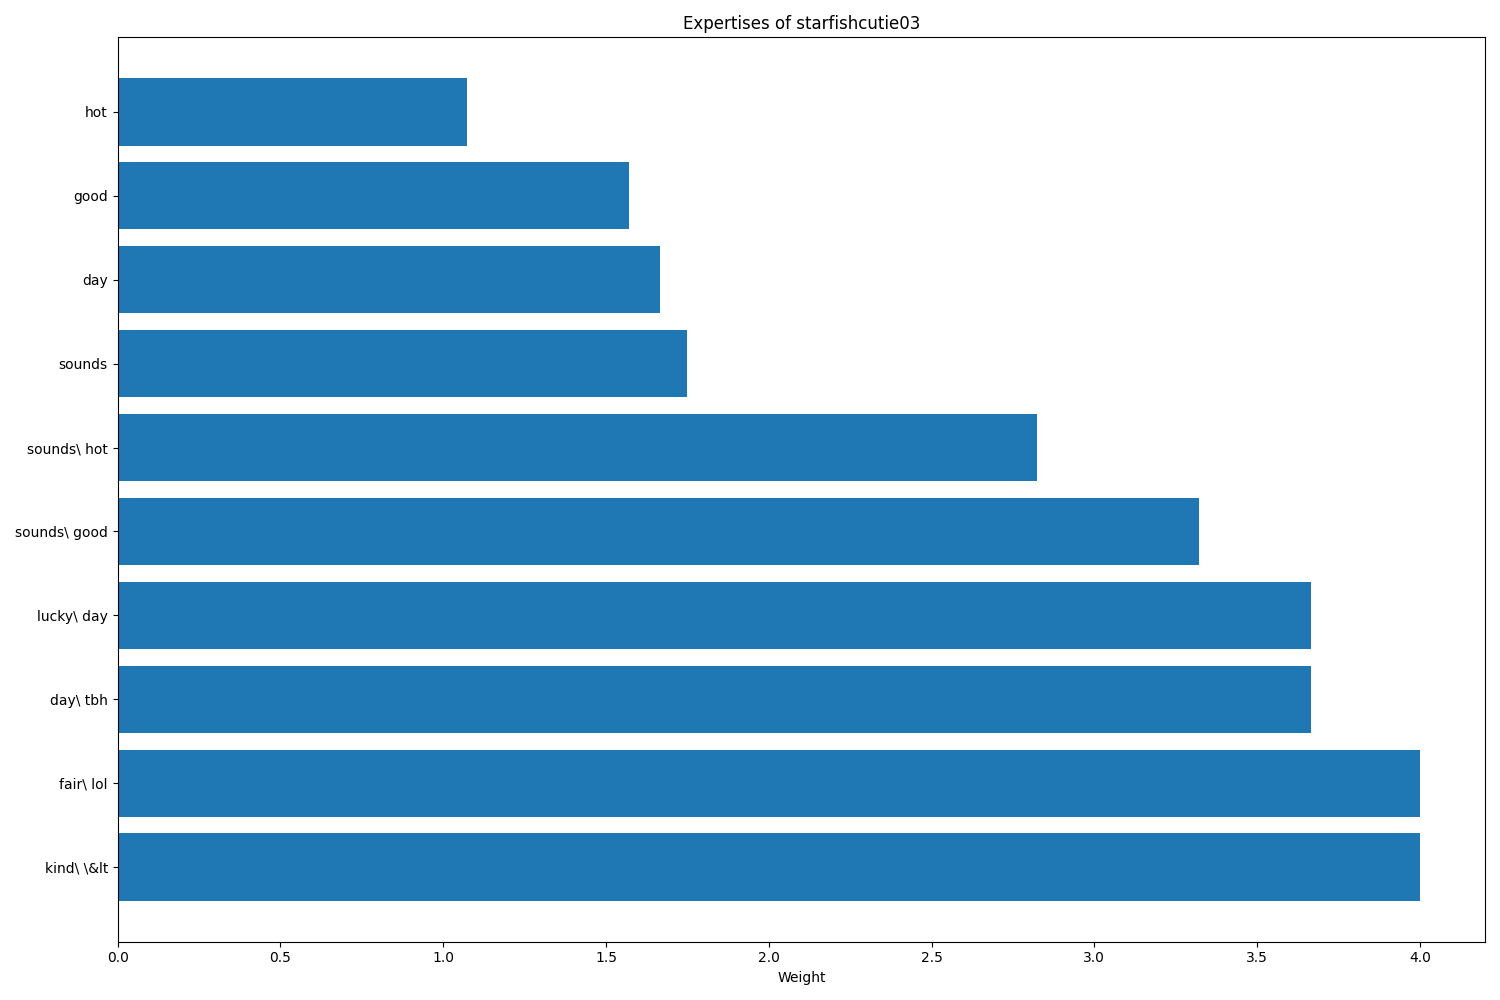 Expertises of starfishcutie03
hot
good
day
sounds
sounds\ hot
sounds\ good
lucky\ day
day\ tbh
fair\ lol
kind\ \&lt
0.0 0.5 1.0 1.5 2.0 2.5 3.0 3.5 4.0
Weight